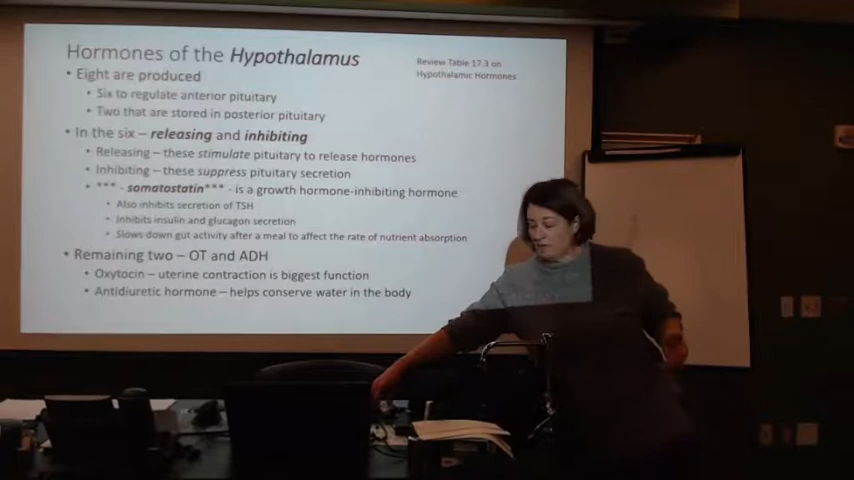 Hormones of the Hypothalamus
Review Table 17.3 on
Hypothalamic Hormones
• Eight are produced
• Six to regulate anterior pituitary
• Two that are stored in posterior pituitary
• In the six – releasing and inhibiting
• Releasing – these stimulate pituitary to release hormones
• Inhibiting – these suppress pituitary secretion
• *** - somatostatin*** - is a growth hormone-inhibiting hormone
• Also inhibits secretion of TSH
• Inhibits insulin and glucagon secretion
• Slows down gut activity after a meal to affect the rate of nutrient absorption
• Remaining two – OT and ADH
• Oxytocin – uterine contraction is biggest function
• Antidiuretic hormone – helps conserve water in the body